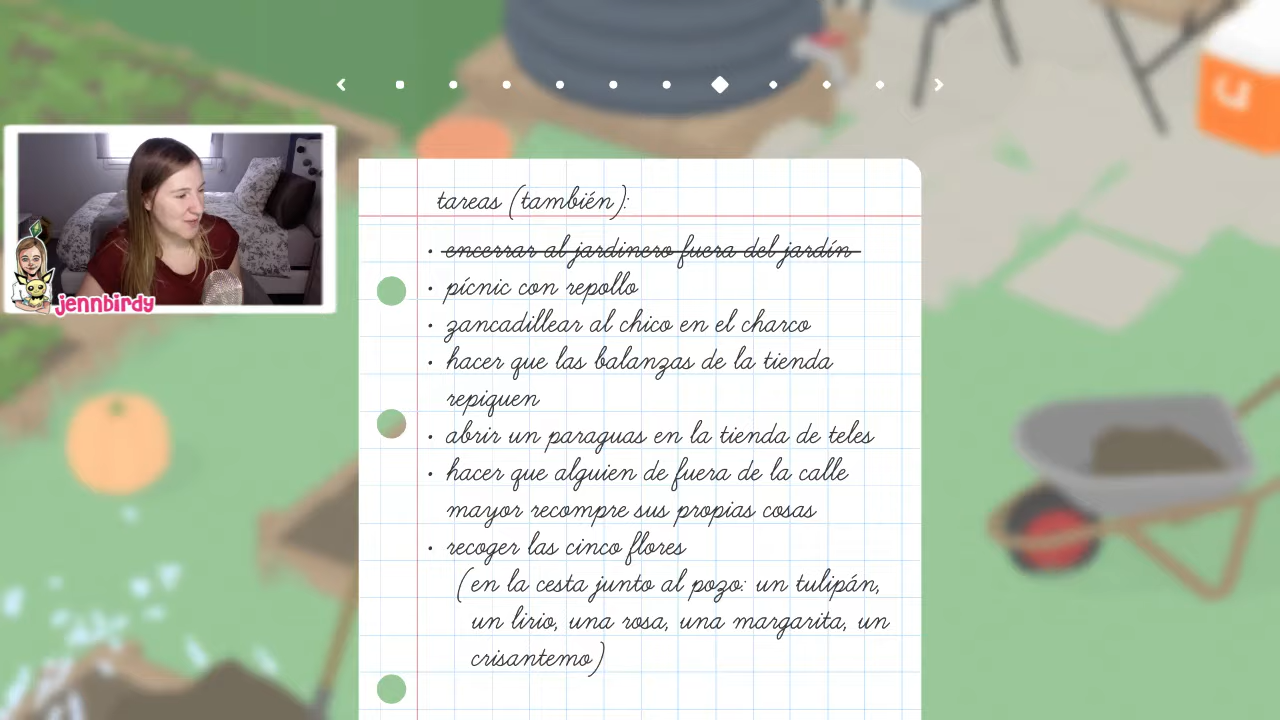 tareas (también):
• encerrar al jardinero fuera del jardín
• pícnic con repollo
• zancadillear al chico en el charco
• hacer que las balanzas de la tienda
repiquen
• abrir un paraguas en la tienda de teles
• hacer que alguien de fuera de la calle
mayor recompre sus propias cosas
• recoger las cinco flores
(en la cesta junto al pozo: un tulipán,
un lirio, una rosa, una margarita, un
crisantemo)
jennbirdy